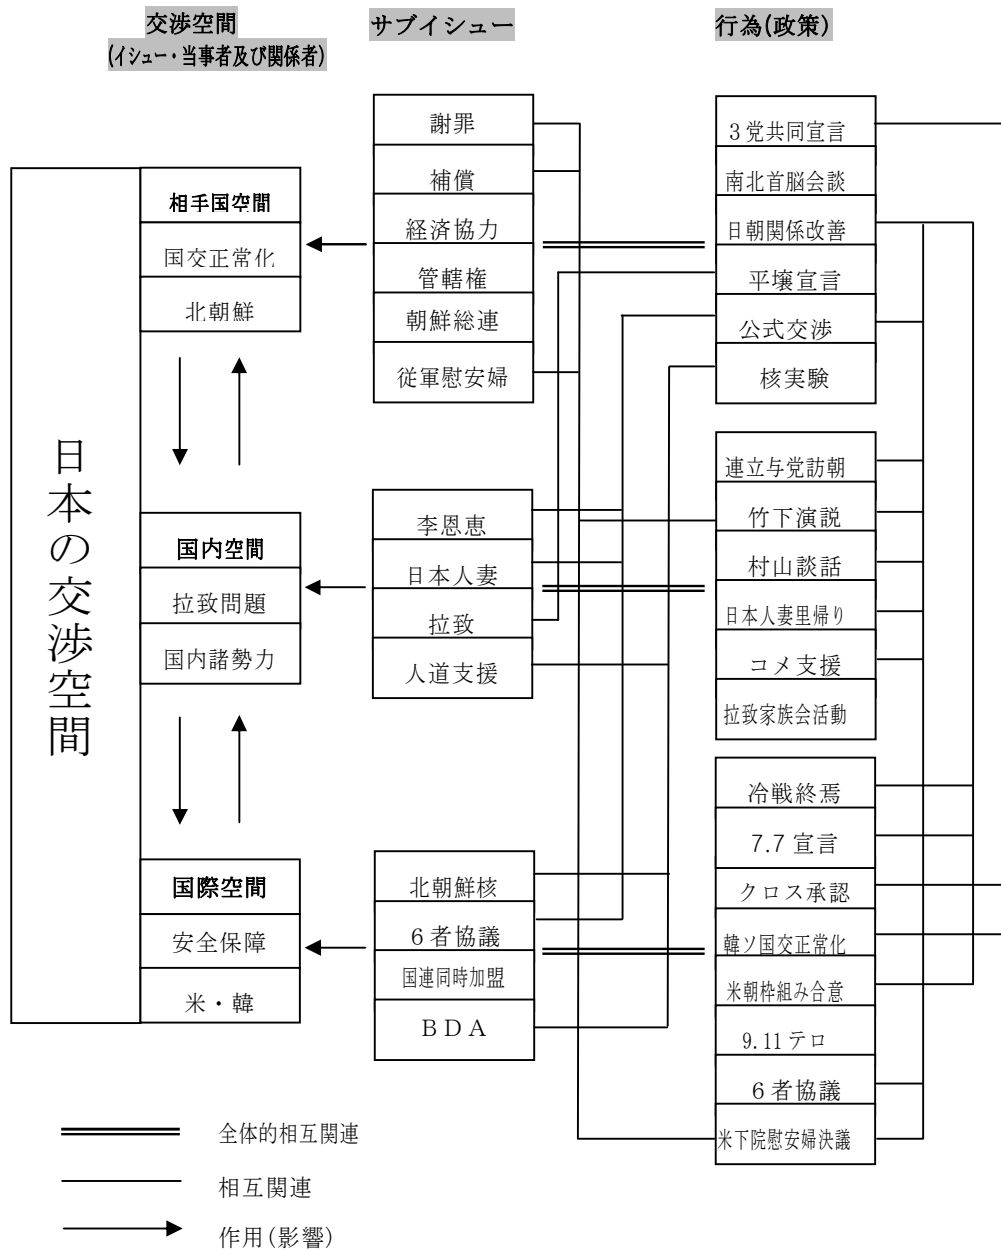 交渉空間
(イシュー・当事者及び関係者)
サブイシュー
行為(政策)
日本の交渉空間
相手国空間
国交正常化
北朝鮮
国内空間
拉致問題
国内諸勢力
国際空間
安全保障
米・韓
謝罪
補償
経済協力
管轄権
朝鮮総連
従軍慰安婦
李恩恵
日本人妻
拉致
人道支援
北朝鮮核
6者協議
国連同時加盟
BDA
3党共同宣言
南北首脳会談
日朝関係改善
平壌宣言
公式交渉
核実験
連立与党訪朝
竹下演説
村山談話
日本人妻里帰り
コメ支援
拉致家族会活動
冷戦終焉
7.7宣言
クロス承認
韓ソ国交正常化
米朝枠組み合意
9.11テロ
6者協議
米下院慰安婦決議
全体的相互関連
相互関連
作用(影響)